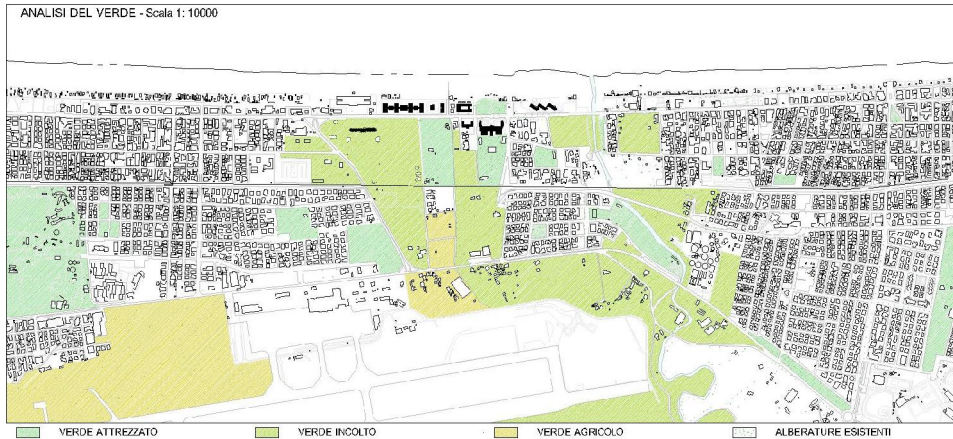 ANALISI DEL VERDE - Scala 1: 10000
VERDE ATTREZZATO
VERDE INCOLTO
VERDE AGRICOLO
ALBERATURE ESISTENTI